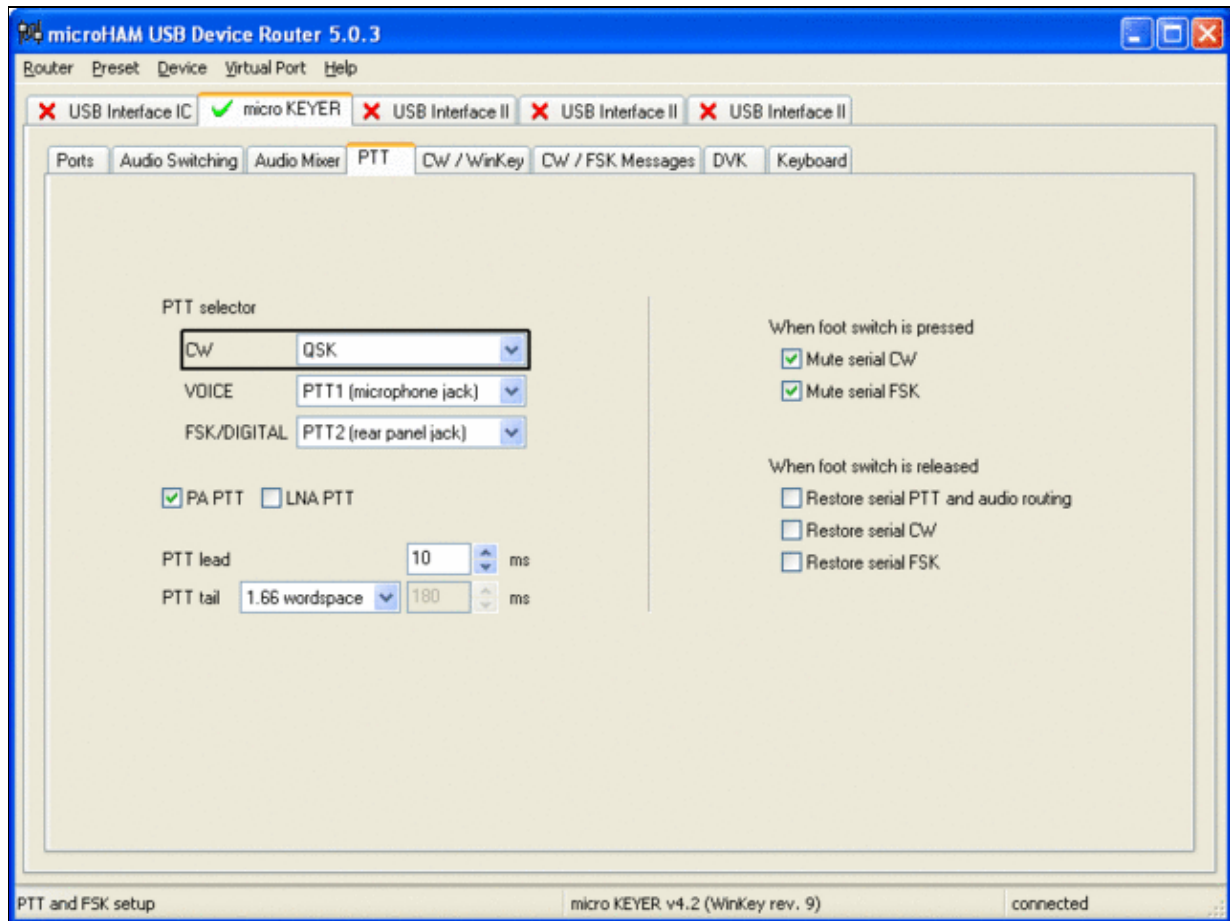 microHAM USB Device Router 5.0.3
Router Preset Device Virtual Port Help
USB Interface IC micro KEYER USB Interface II USB Interface II USB Interface II
Ports Audio Switching Audio Mixer PTT CW / WinKey CW / FSK Messages DVK Keyboard
PTT selector
CW QSK
VOICE PTT1 (microphone jack)
FSK/DIGITAL PTT2 (rear panel jack)
PA PTT LNA PTT
PTT lead 10 ms
PTT tail 1.66 wordspace 180 ms
When foot switch is pressed
Mute serial CW
Mute serial FSK
When foot switch is released
Restore serial PTT and audio routing
Restore serial CW
Restore serial FSK
PTT and FSK setup micro KEYER v4.2 (WinKey rev. 9) connected